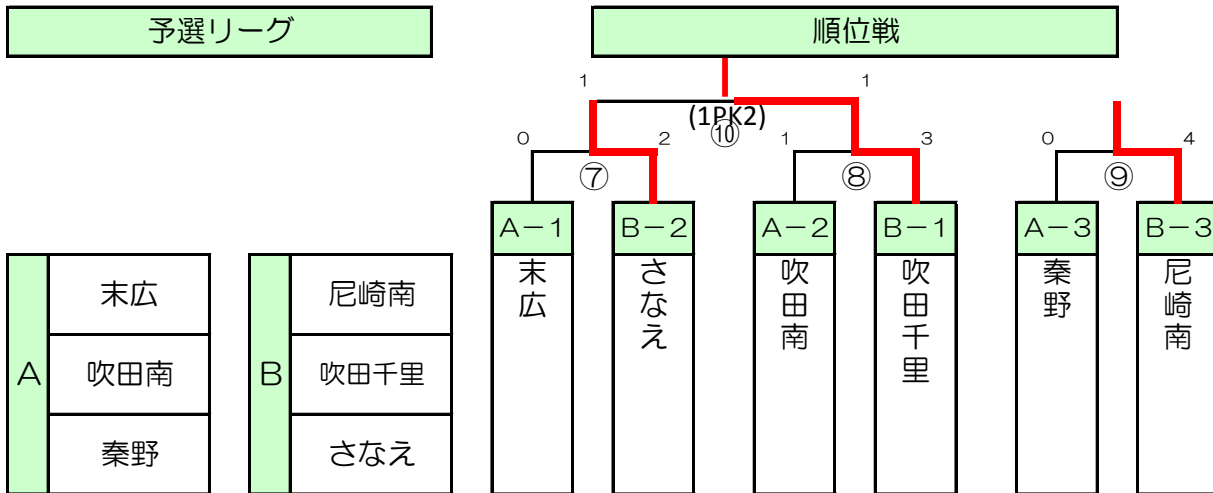 予選リーグ
順位戦
1 1
(1PK2)
⑩
0 2 1 3 0 4
⑦ ⑧ ⑨
A-1 B-2 A-2 B-1 A-3 B-3
末広 さなえ 吹田南 吹田千里 秦野 尼崎南
A
末広
吹田南
秦野
B
尼崎南
吹田千里
さなえ